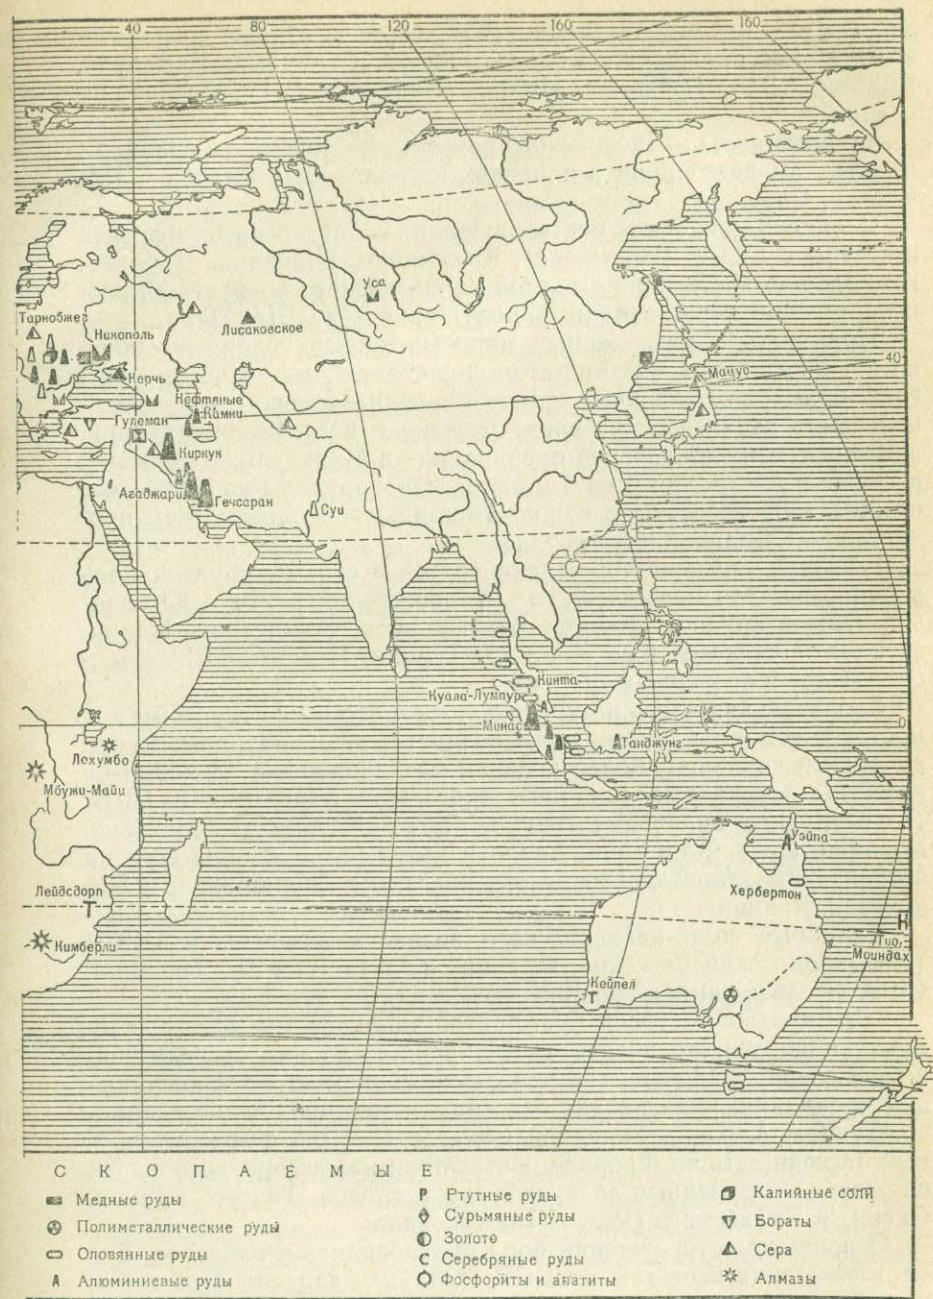 40 80 120 160 160
Уса
Тарнобжег
Никополь
Лисаковское
Керчь
40
Мацуо
Нефтяные
Камни
Гулеман
Киркук
Агаджари
Гечсаран
Суи
Кинта
Куала-Лумпур
Минас
0
Танджунг
Лохумбо
Мбужи-Майи
Уэйпа
Лейдсдорп
Хербертон
Кимберли
Тио,
Моиндах
Кейпел
СКОПАЕМЫЕ
Медные руды
Полиметаллические руды
Оловянные руды
Алюминиевые руды
Ртутные руды
Сурьмяные руды
Золото
Серебряные руды
Фосфориты и апатиты
Калийные соли
Бораты
Сера
Алмазы